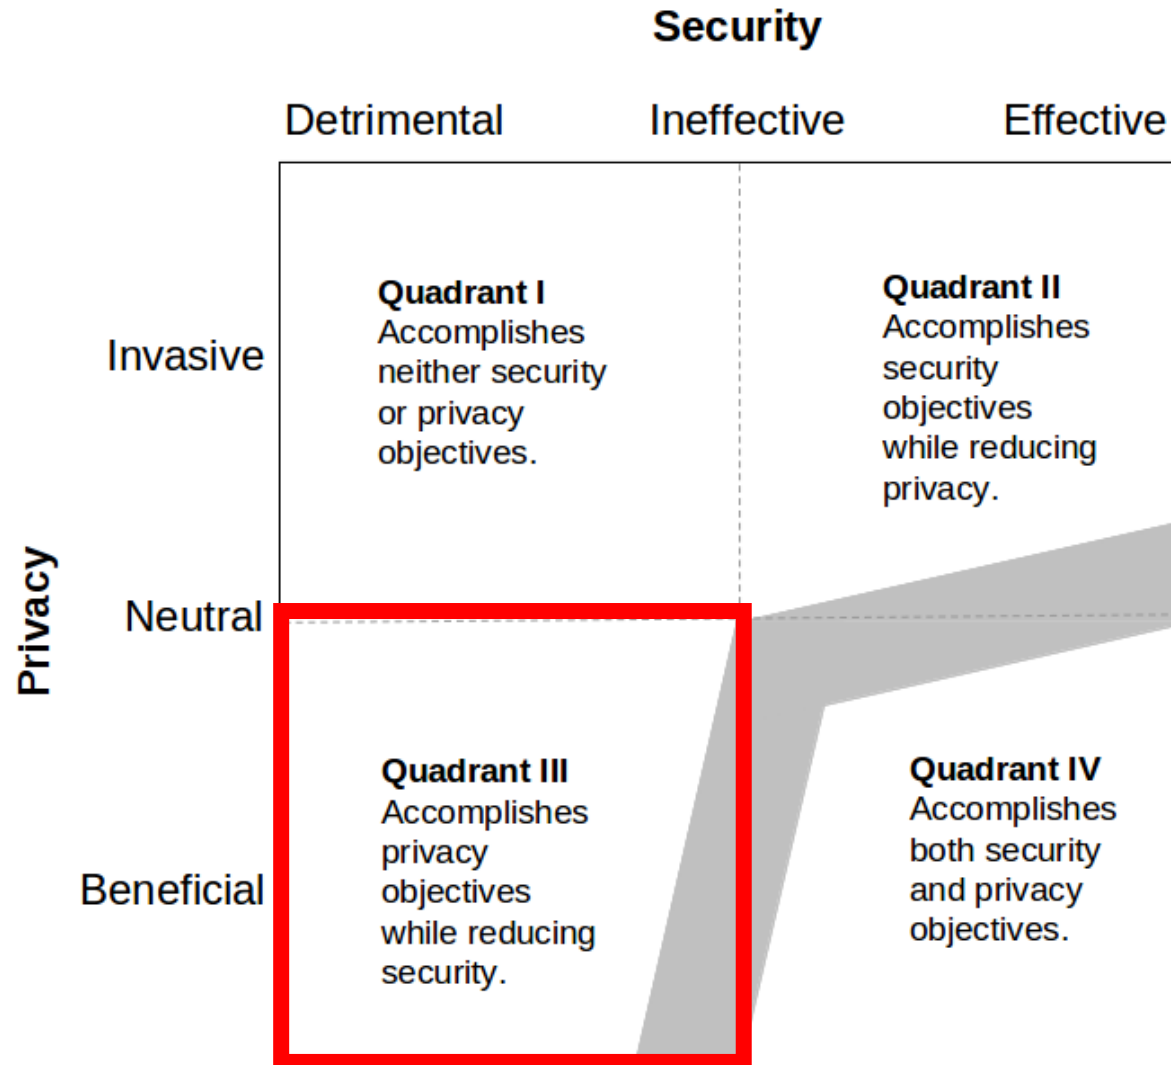 Security
Detrimental
Ineffective
Effective
Quadrant I
Accomplishes
neither security
or privacy
objectives.
Quadrant II
Accomplishes
security
objectives
while reducing
privacy.
Invasive
Privacy
Neutral
Beneficial
Quadrant III
Accomplishes
privacy
objectives
while reducing
security.
Quadrant IV
Accomplishes
both security
and privacy
objectives.